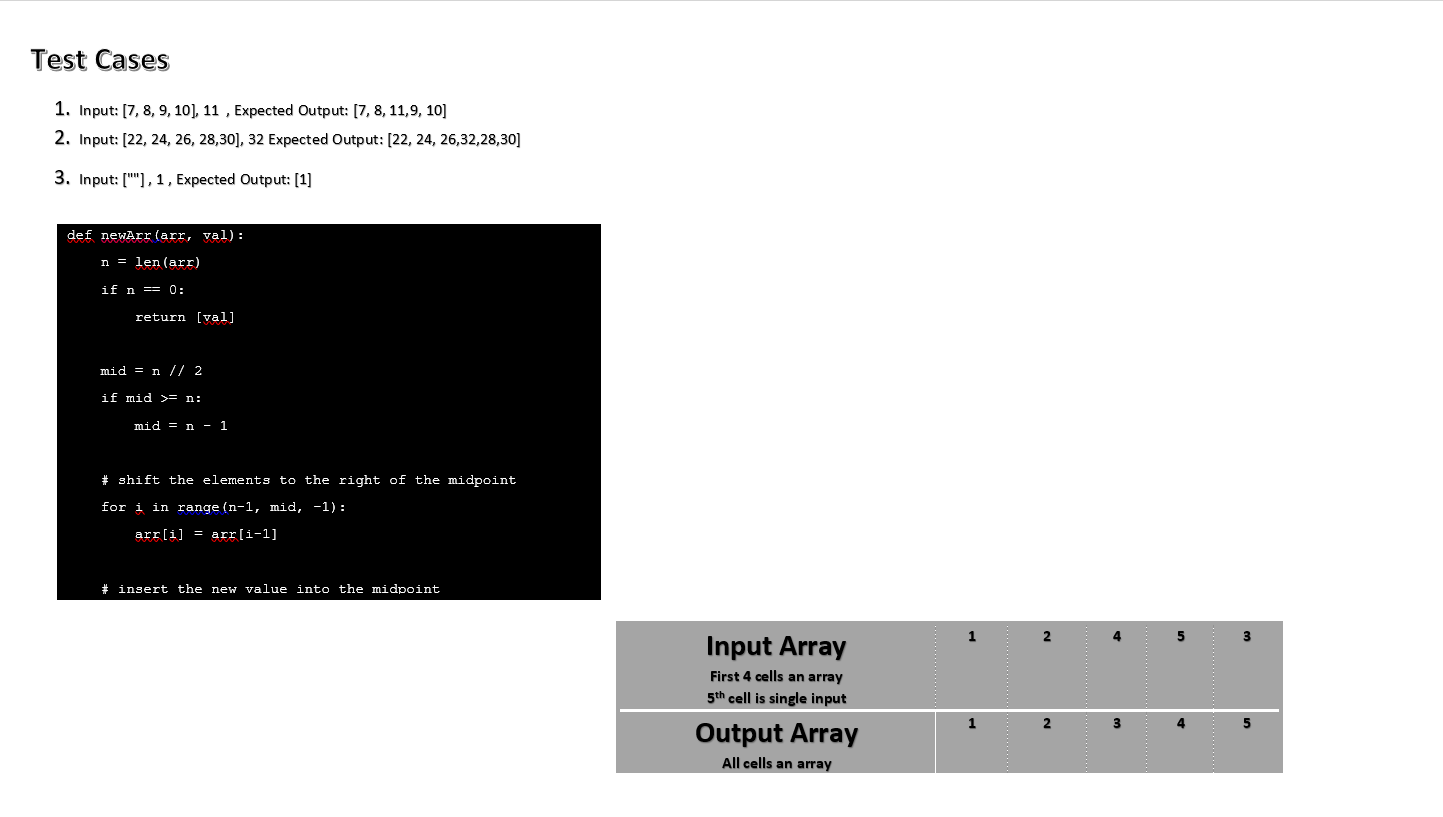 Test Cases
1. Input: [7, 8, 9, 10], 11 , Expected Output: [7, 8, 11,9, 10]
2. Input: [22, 24, 26, 28,30], 32 Expected Output: [22, 24, 26,32,28,30]
3. Input: [""] , 1 , Expected Output: [1]
def newArr(arr, val):
    n = len(arr)
    if n == 0:
        return [val]
    mid = n // 2
    if mid >= n:
        mid = n - 1
    # shift the elements to the right of the midpoint
    for i in range(n-1, mid, -1):
        arr[i] = arr[i-1]
    # insert the new value into the midpoint
Input Array 1 2 4 5 3
First 4 cells an array
5th cell is single input
Output Array 1 2 3 4 5
All cells an array